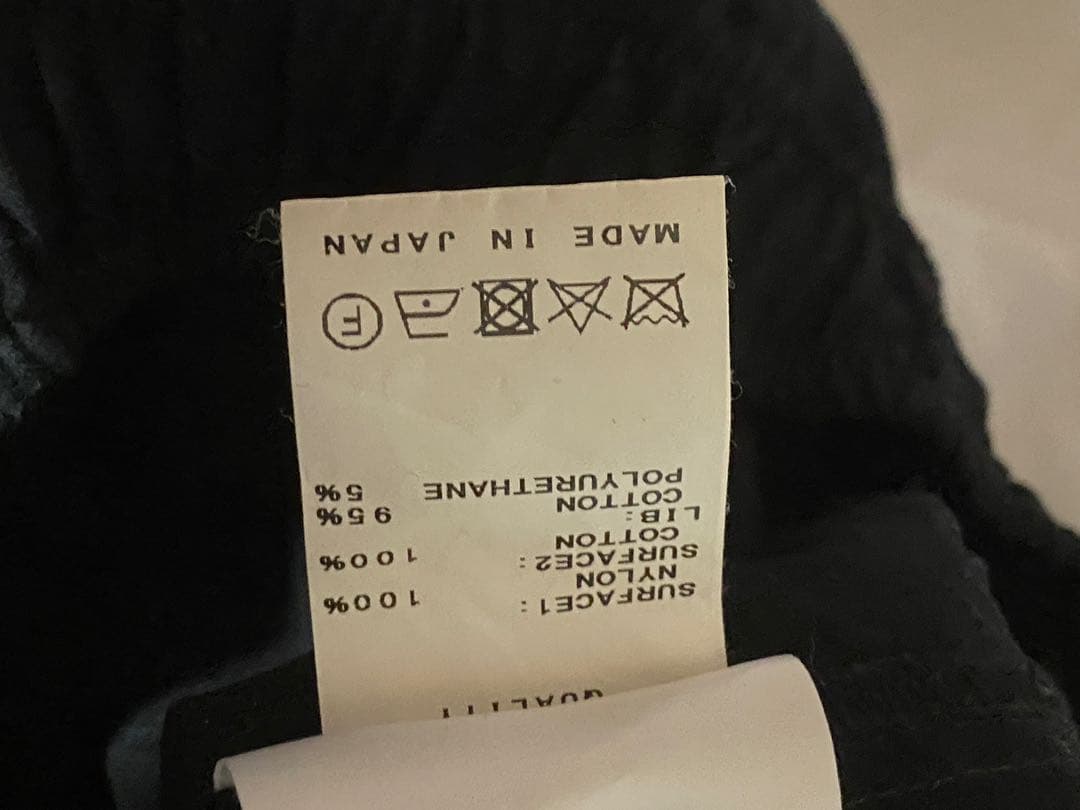 QUALITY
SURFACE1:
NYLON 100%
SURFACE2:
COTTON 100%
LIB:
COTTON 95%
POLYURETHANE 5%
F
MADE IN JAPAN